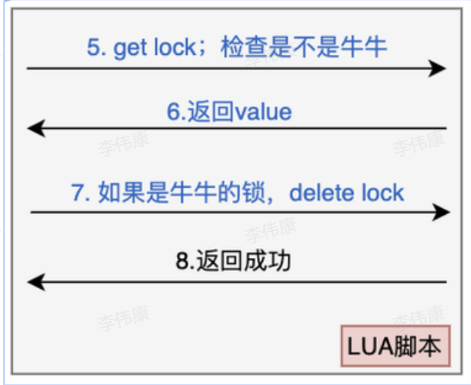 5. get lock；检查是不是牛牛
6.返回value
李伟康
李伟康
7. 如果是牛牛的锁，delete lock
李伟康
8.返回成功
李伟康
李伟康
LUA脚本